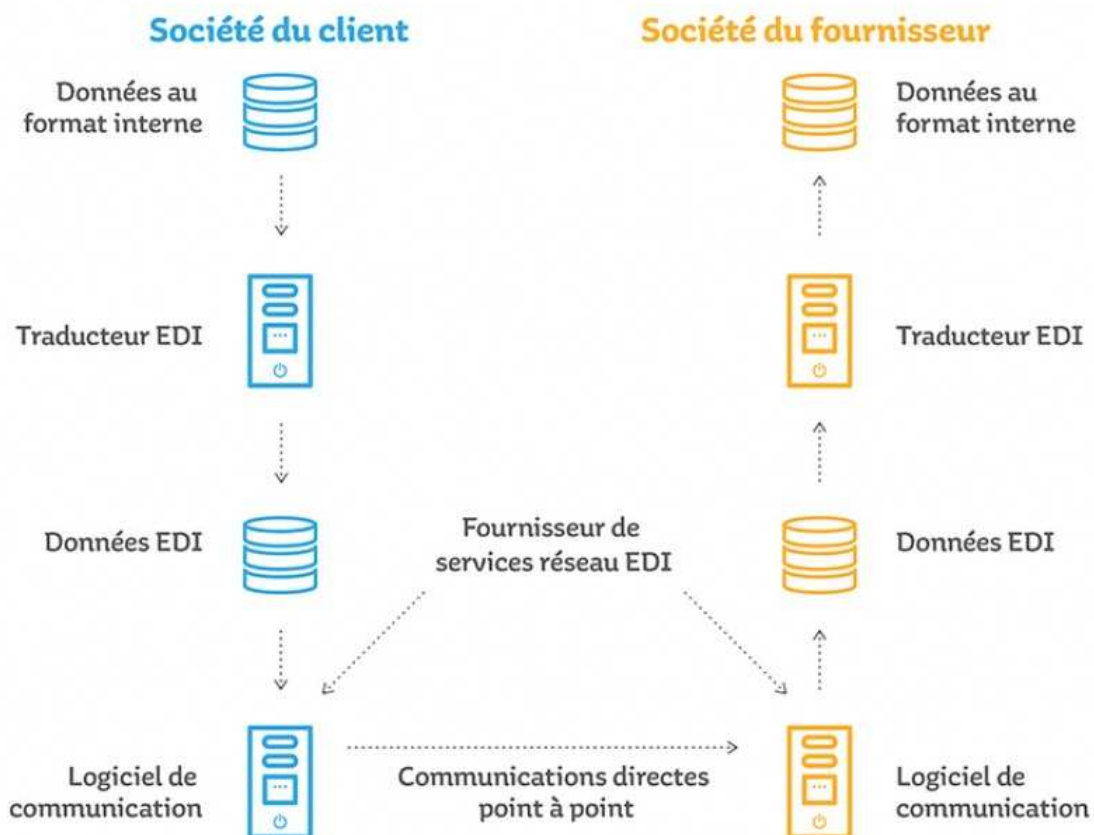 Société du client
Société du fournisseur
Données au
format interne
Données au
format interne
Traducteur EDI
Traducteur EDI
Données EDI
Fournisseur de
services réseau EDI
Données EDI
Logiciel de
communication
Communications directes
point à point
Logiciel de
communication